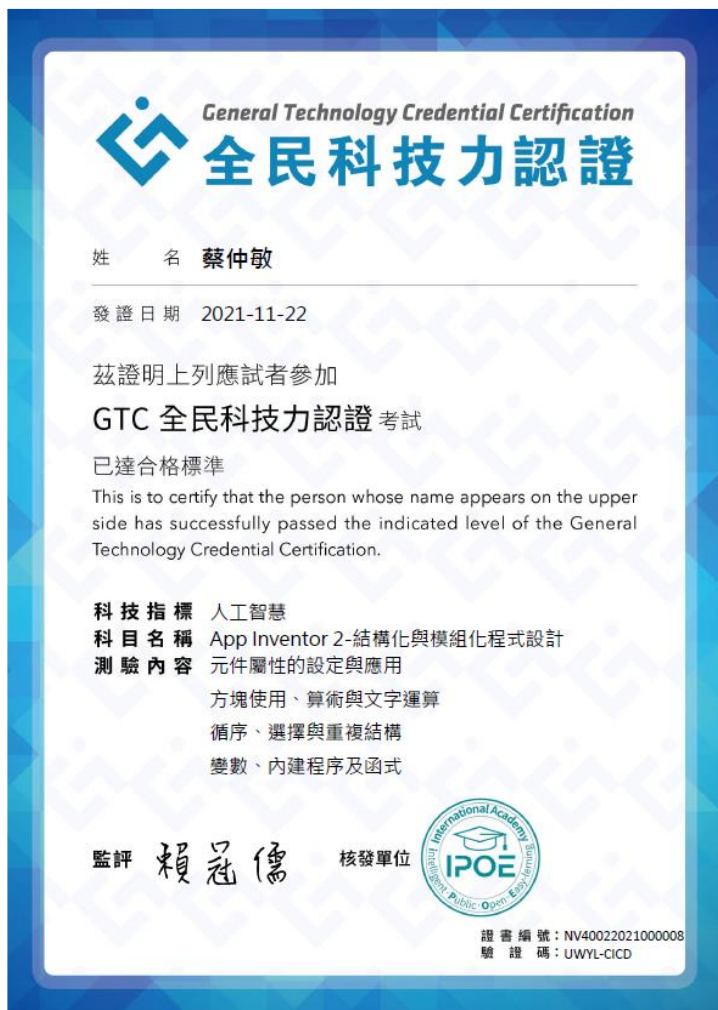 General Technology Credential Certification
全民科技力認證
姓 名 蔡仲敏
發證日期 2021-11-22
茲證明上列應試者參加
GTC 全民科技力認證 考試
已達合格標準
This is to certify that the person whose name appears on the upper
side has successfully passed the indicated level of the General
Technology Credential Certification.
科技指標 人工智慧
科目名稱 App Inventor 2-結構化與模組化程式設計
測驗內容 元件屬性的設定與應用
方塊使用、算術與文字運算
循序、選擇與重複結構
變數、內建程序及函式
監評 賴冠儒 核發單位
International Academy
IPOE
Intelligent · Public · Open · Easy-learning
證書編號：NV40022021000008
驗證碼：UWYL-CICD